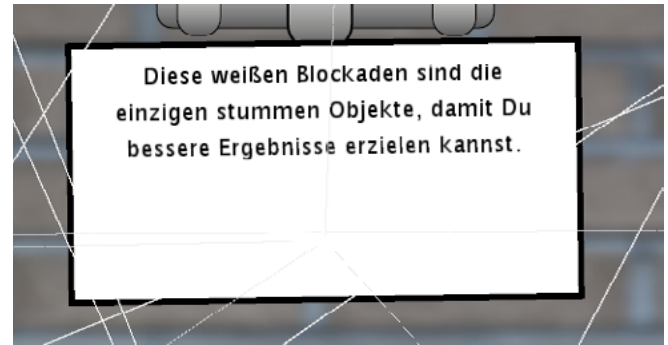 Diese weißen Blockaden sind die
einzigen stummen Objekte, damit Du
bessere Ergebnisse erzielen kannst.